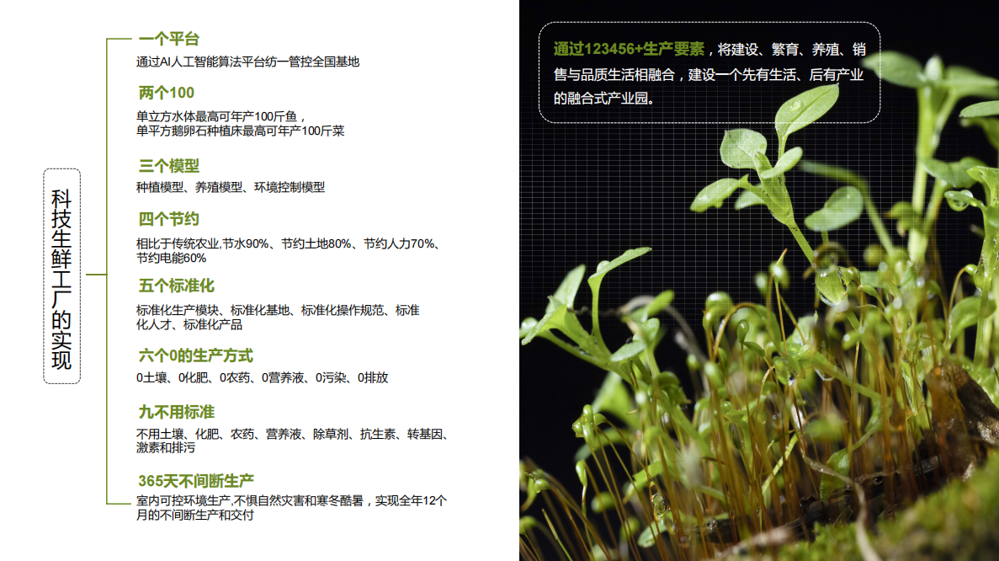 科技生鲜工厂的实现
一个平台
通过AI人工智能算法平台纺一管控全国基地
两个100
单立方水体最高可年产100斤鱼，
单平方鹅卵石种植床最高可年产100斤菜
三个模型
种植模型、养殖模型、环境控制模型
四个节约
相比于传统农业,节水90%、节约土地80%、节约人力70%、
节约电能60%
五个标准化
标准化生产模块、标准化基地、标准化操作规范、标准
化人才、标准化产品
六个0的生产方式
0土壤、0化肥、0农药、0营养液、0污染、0排放
九不用标准
不用土壤、化肥、农药、营养液、除草剂、抗生素、转基因、
激素和排污
365天不间断生产
室内可控环境生产,不惧自然灾害和寒冬酷暑，实现全年12个
月的不间断生产和交付
通过123456+生产要素，将建设、繁育、养殖、销
售与品质生活相融合，建设一个先有生活、后有产业
的融合式产业园。